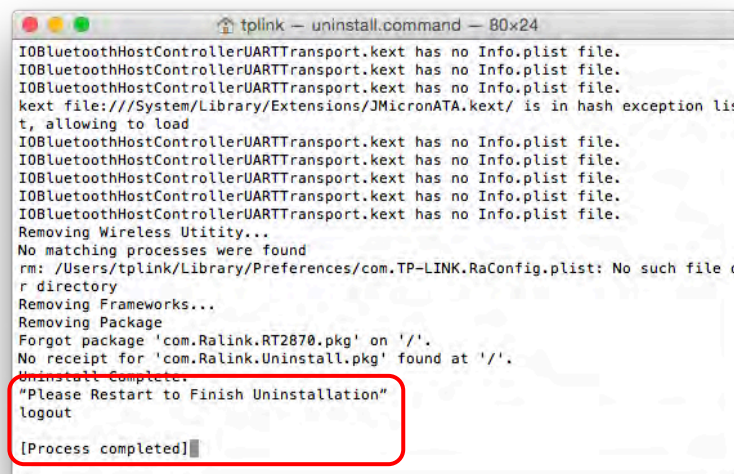 tplink — uninstall.command — 80×24
IOBluetoothHostControllerUARTTransport.kext has no Info.plist file.
IOBluetoothHostControllerUARTTransport.kext has no Info.plist file.
IOBluetoothHostControllerUARTTransport.kext has no Info.plist file.
kext file:///System/Library/Extensions/JMicronATA.kext/ is in hash exception lis
t, allowing to load
IOBluetoothHostControllerUARTTransport.kext has no Info.plist file.
IOBluetoothHostControllerUARTTransport.kext has no Info.plist file.
IOBluetoothHostControllerUARTTransport.kext has no Info.plist file.
IOBluetoothHostControllerUARTTransport.kext has no Info.plist file.
IOBluetoothHostControllerUARTTransport.kext has no Info.plist file.
Removing Wireless Utitity...
No matching processes were found
rm: /Users/tplink/Library/Preferences/com.TP-LINK.RaConfig.plist: No such file o
r directory
Removing Frameworks...
Removing Package
Forgot package 'com.Ralink.RT2870.pkg' on '/'.
No receipt for 'com.Ralink.Uninstall.pkg' found at '/'.
Uninstall Complete.
“Please Restart to Finish Uninstallation”
logout
[Process completed]